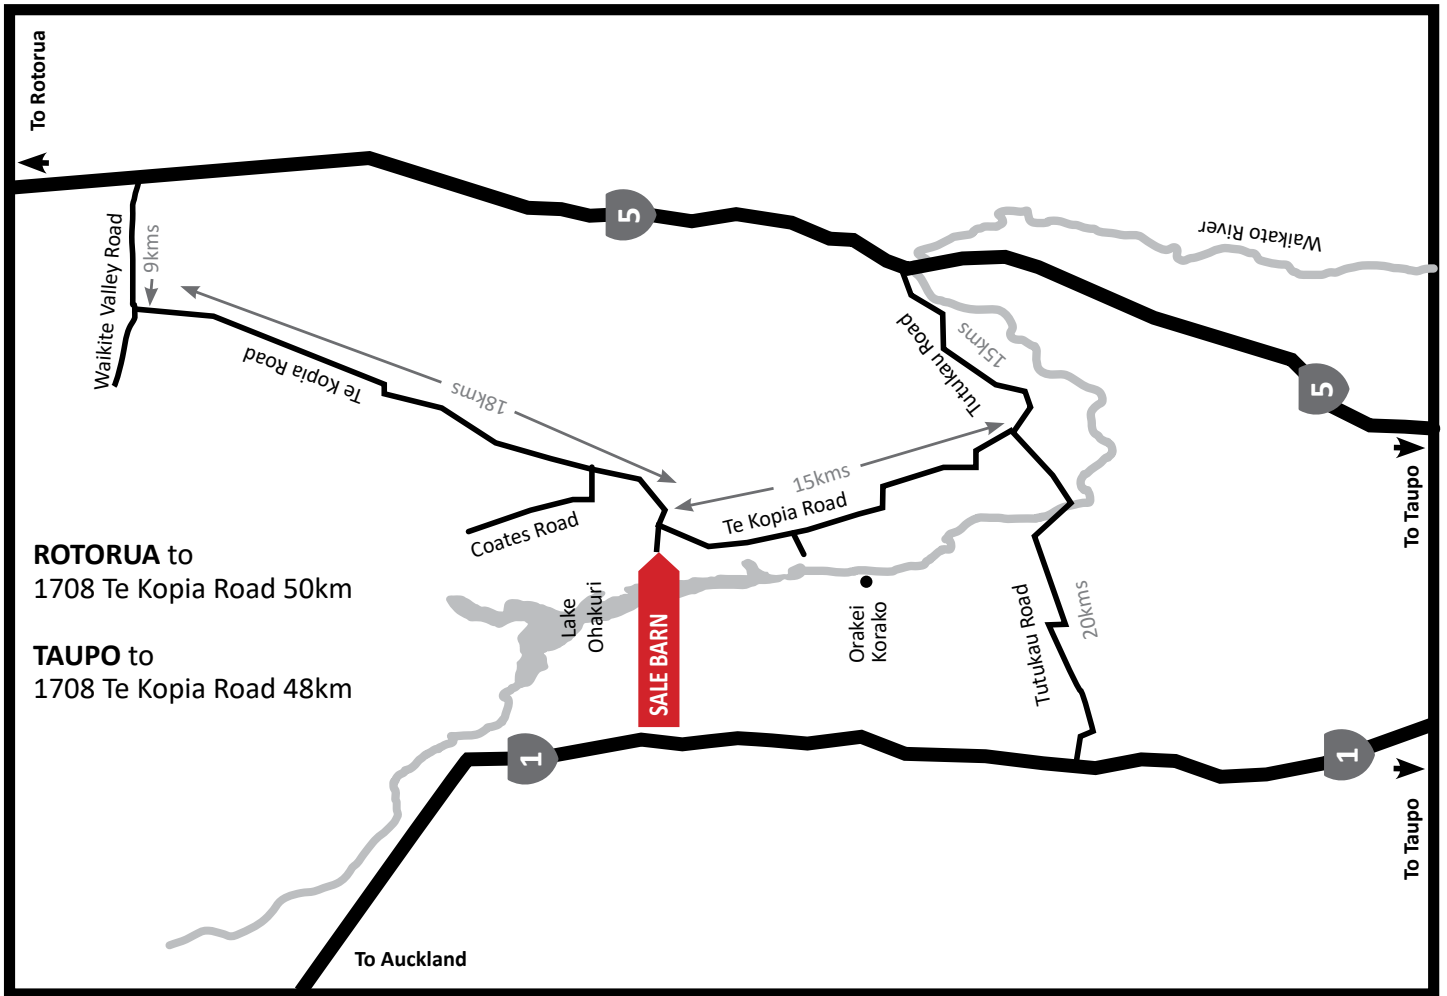 To Rotorua
5
Waikato River
Waikite Valley Road
9kms
Te Kopia Road
18kms
Tutukau Road
15kms
5
To Taupo
15kms
Te Kopia Road
Coates Road
ROTORUA to
1708 Te Kopia Road 50km
TAUPO to
1708 Te Kopia Road 48km
Lake
Ohakuri
SALE BARN
Orakei
Korako
Tutukau Road
20kms
1
1
To Taupo
To Auckland